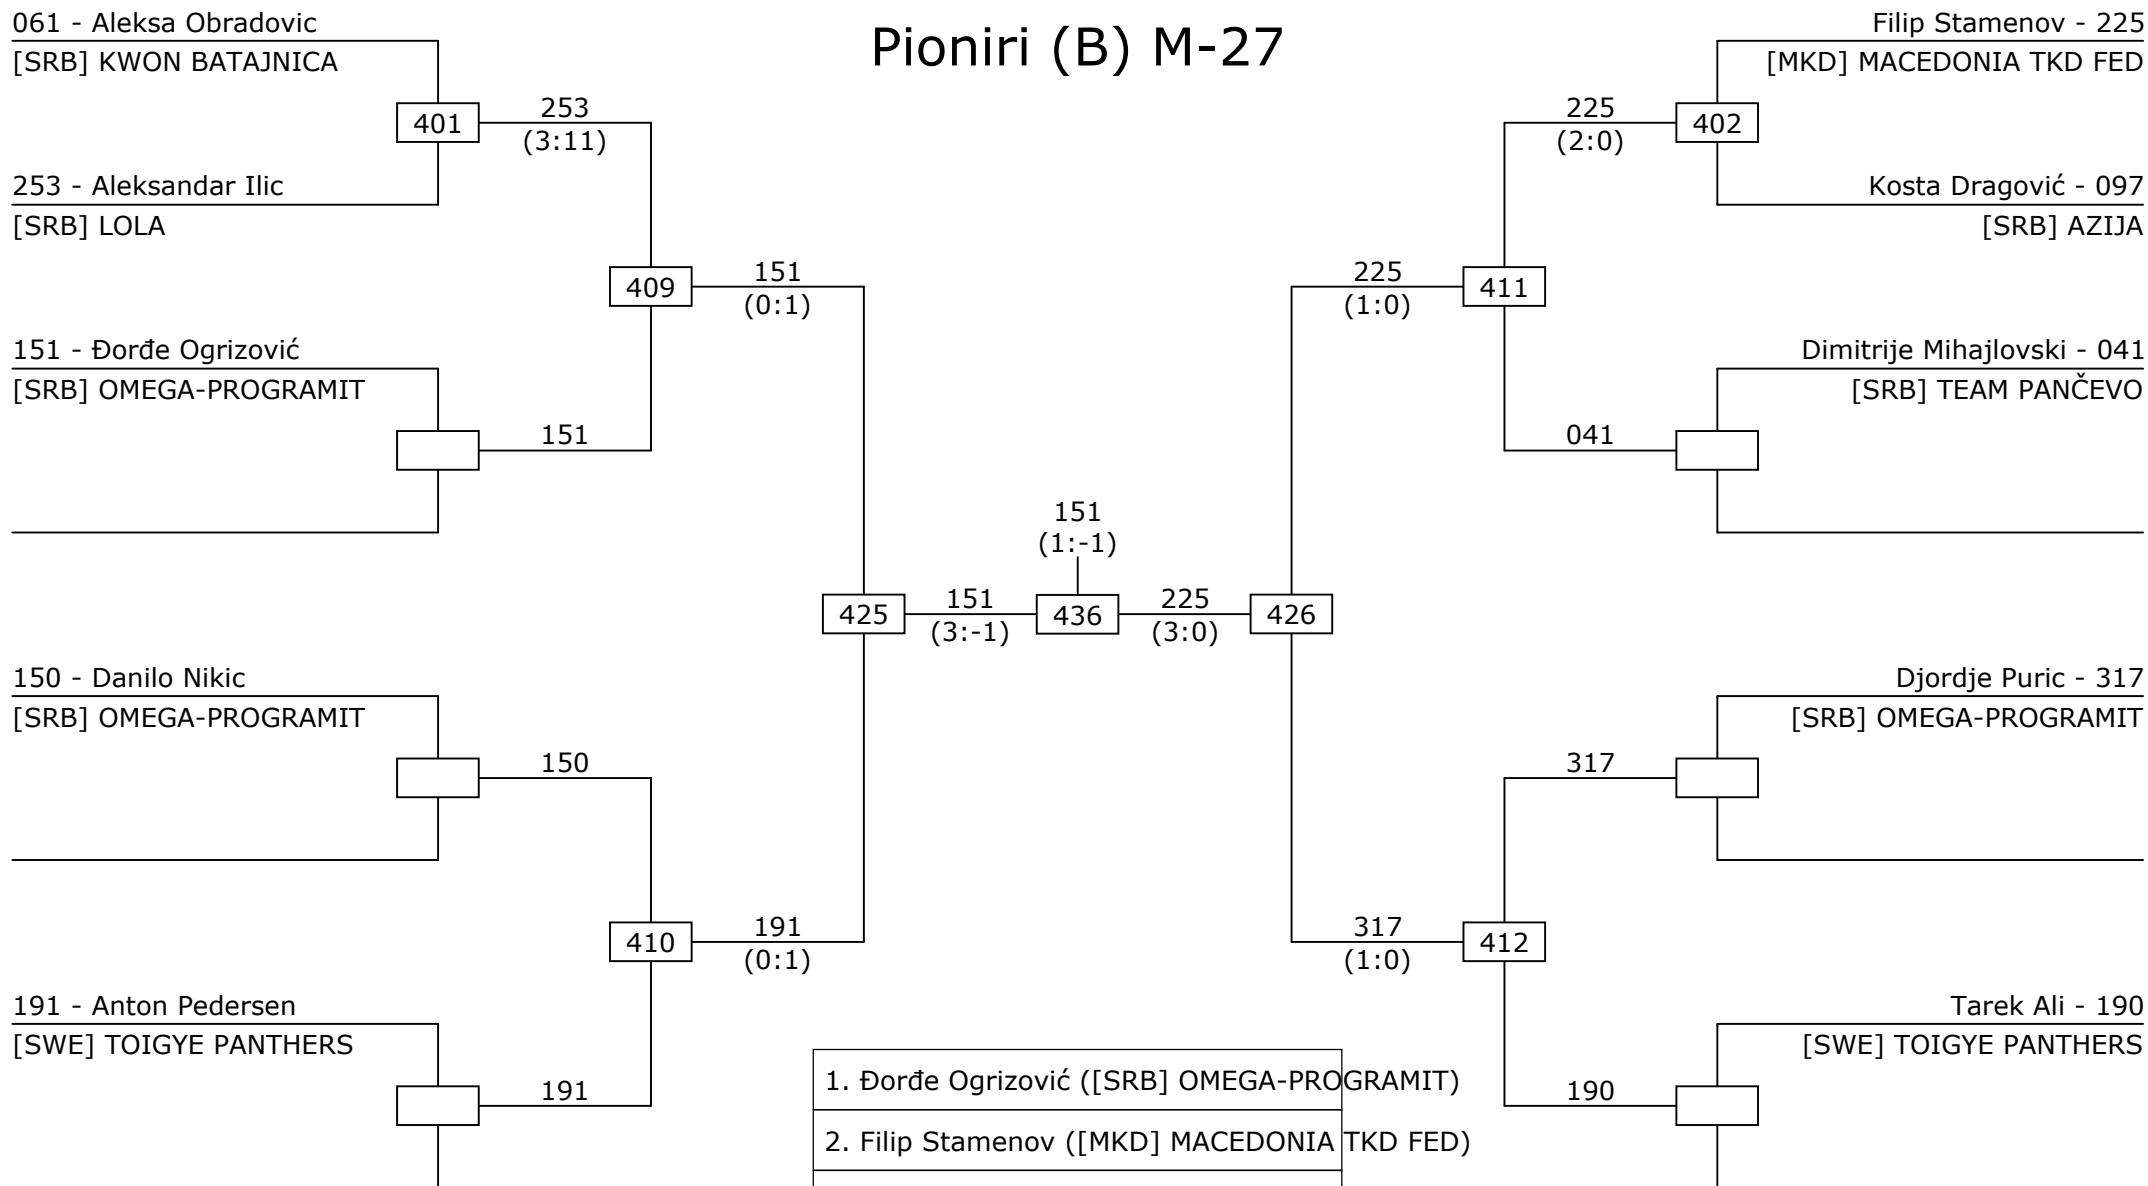 Pioniri (B) M-27
061 - Aleksa Obradovic
[SRB] KWON BATAJNICA
401
253
(3:11)
253 - Aleksandar Ilic
[SRB] LOLA
409
151
(0:1)
151 - Đorđe Ogrizović
[SRB] OMEGA-PROGRAMIT
151
150 - Danilo Nikic
[SRB] OMEGA-PROGRAMIT
150
410
191
(0:1)
191 - Anton Pedersen
[SWE] TOIGYE PANTHERS
191
425
151
(3:-1)
151
(1:-1)
436
225
(3:0)
426
Filip Stamenov - 225
[MKD] MACEDONIA TKD FED
225
(2:0)
402
Kosta Dragović - 097
[SRB] AZIJA
225
(1:0)
411
Dimitrije Mihajlovski - 041
[SRB] TEAM PANČEVO
041
Djordje Puric - 317
[SRB] OMEGA-PROGRAMIT
317
317
(1:0)
412
Tarek Ali - 190
[SWE] TOIGYE PANTHERS
190
1. Đorđe Ogrizović ([SRB] OMEGA-PROGRAMIT)
2. Filip Stamenov ([MKD] MACEDONIA TKD FED)